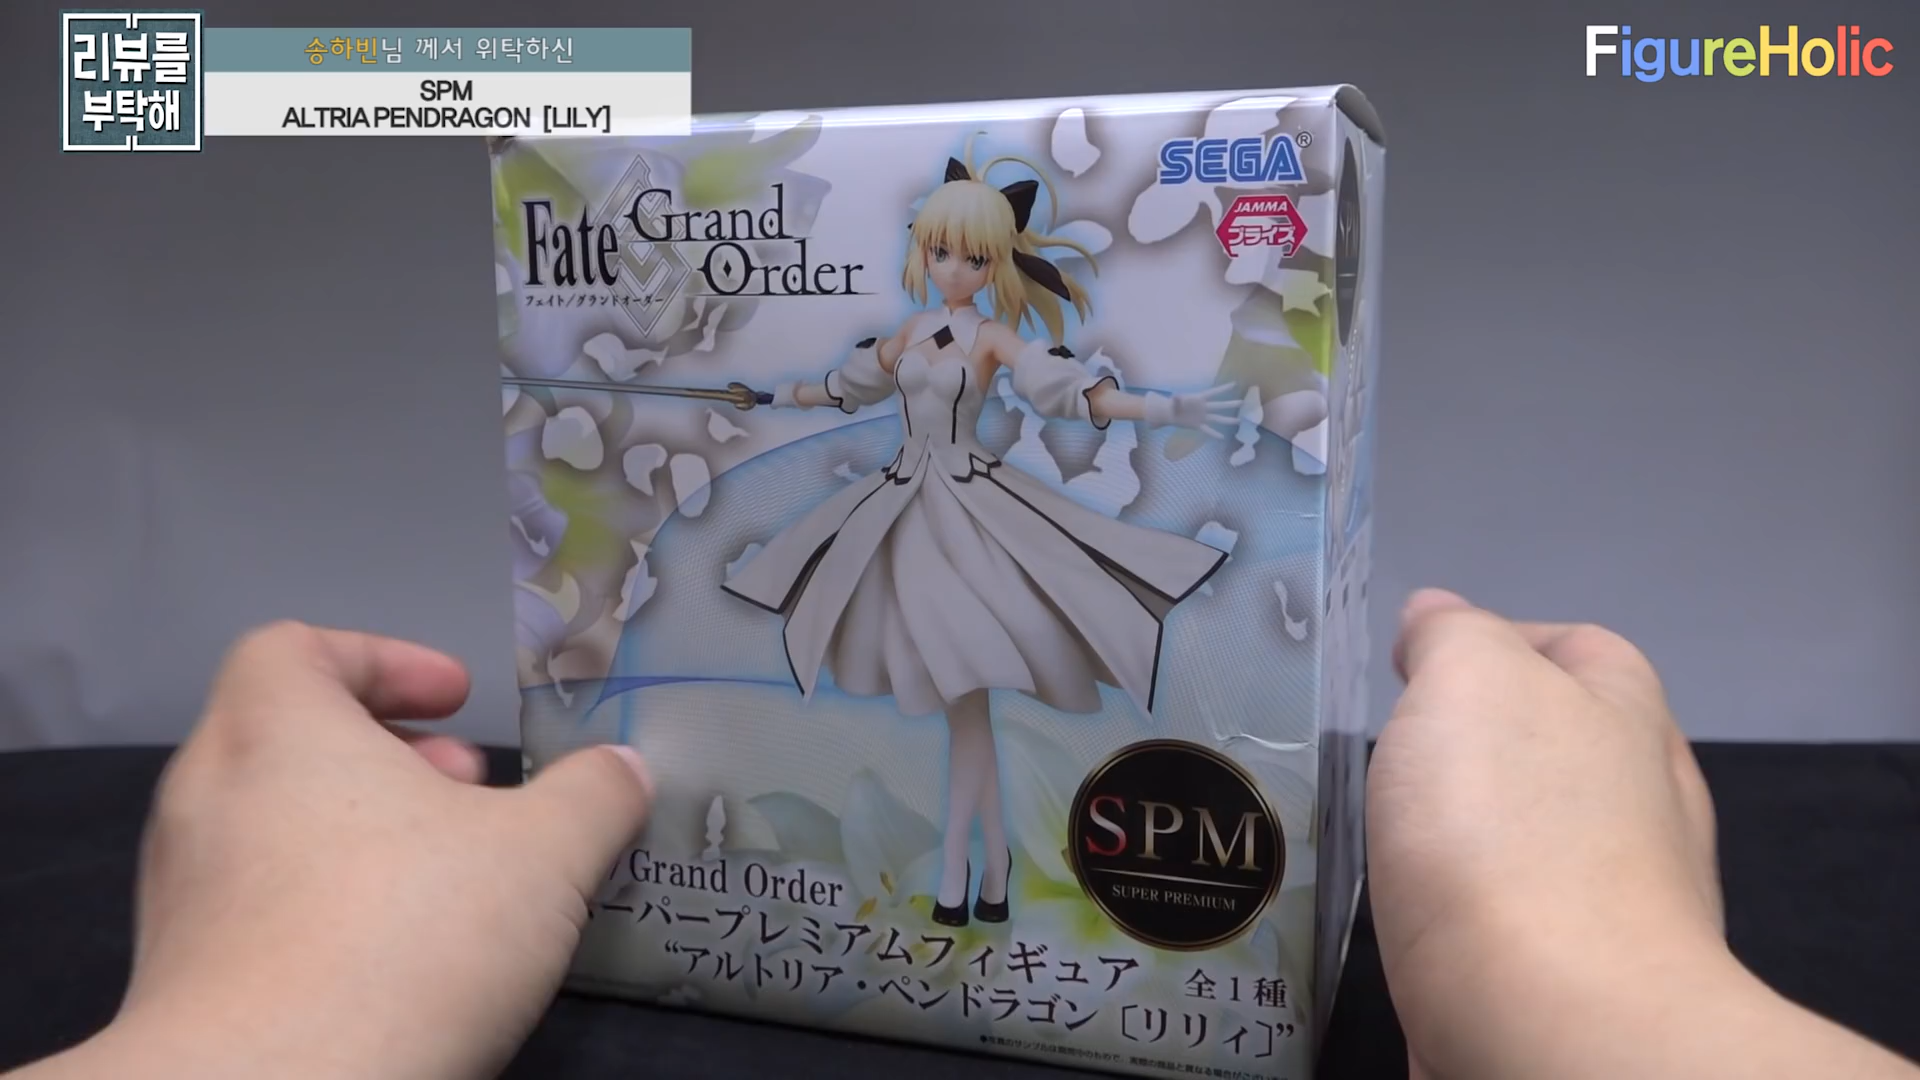 리뷰를
부탁해
송하빈님 께서 위탁하신
SPM
ALTRIA PENDRAGON [LILY]
FigureHolic
SEGA®
JAMMA
プライズ
Fate Grand
Order
フェイト/グランドオーダー
SPM
SPM
SUPER PREMIUM
/Grand Order
ーパープレミアムフィギュア 全1種
“アルトリア・ペンドラゴン〔リリィ〕”